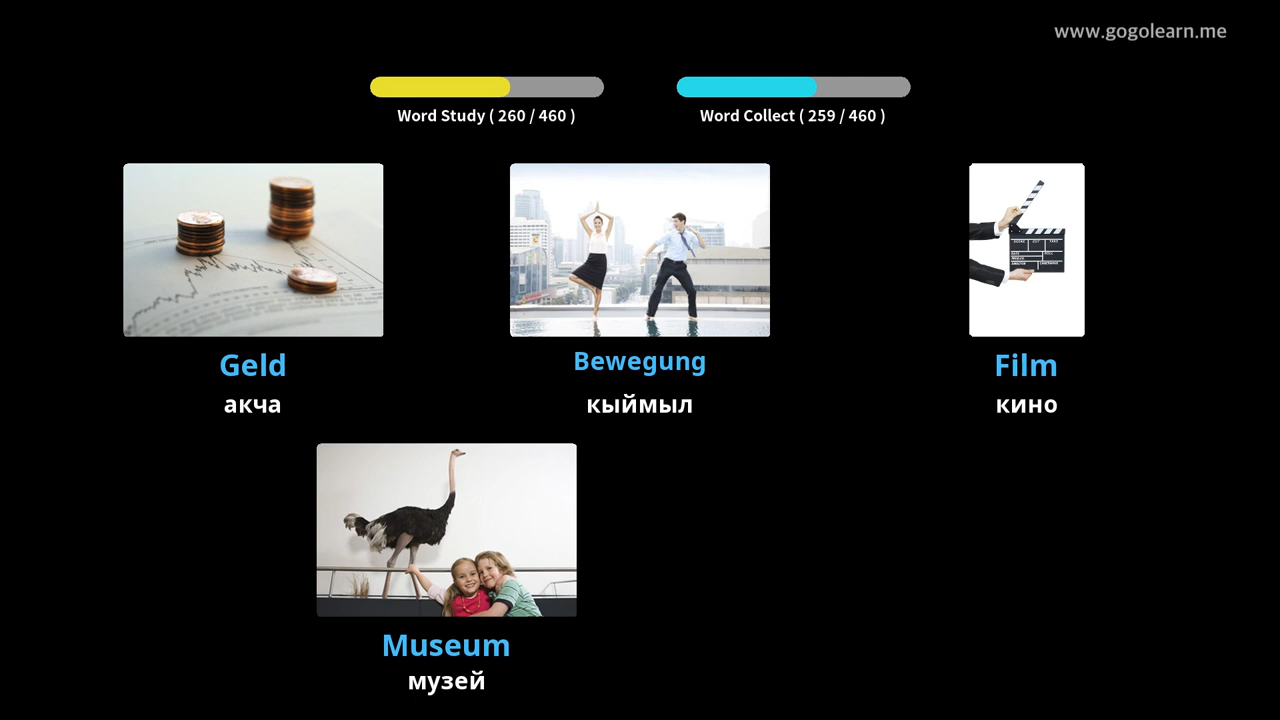 www.gogolearn.me
Word Study ( 260 / 460 )
Word Collect ( 259 / 460 )
Geld
акча
Bewegung
кыймыл
Film
кино
Museum
музей